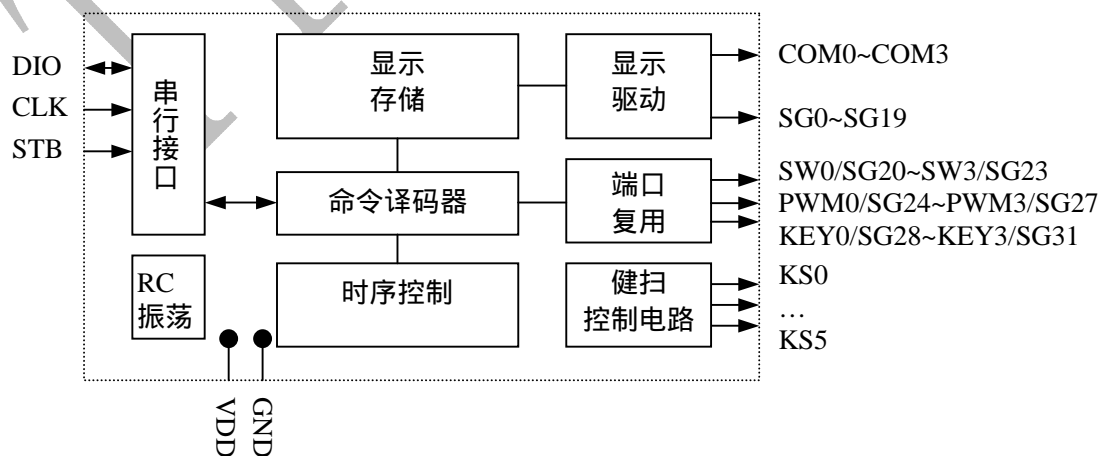 DIO
CLK
STB
串
行
接
口
RC
振荡
显示
存储
命令译码器
时序控制
显示
驱动
端口
复用
健扫
控制电路
COM0~COM3
SG0~SG19
SW0/SG20~SW3/SG23
PWM0/SG24~PWM3/SG27
KEY0/SG28~KEY3/SG31
KS0
…
KS5
VDD
GND